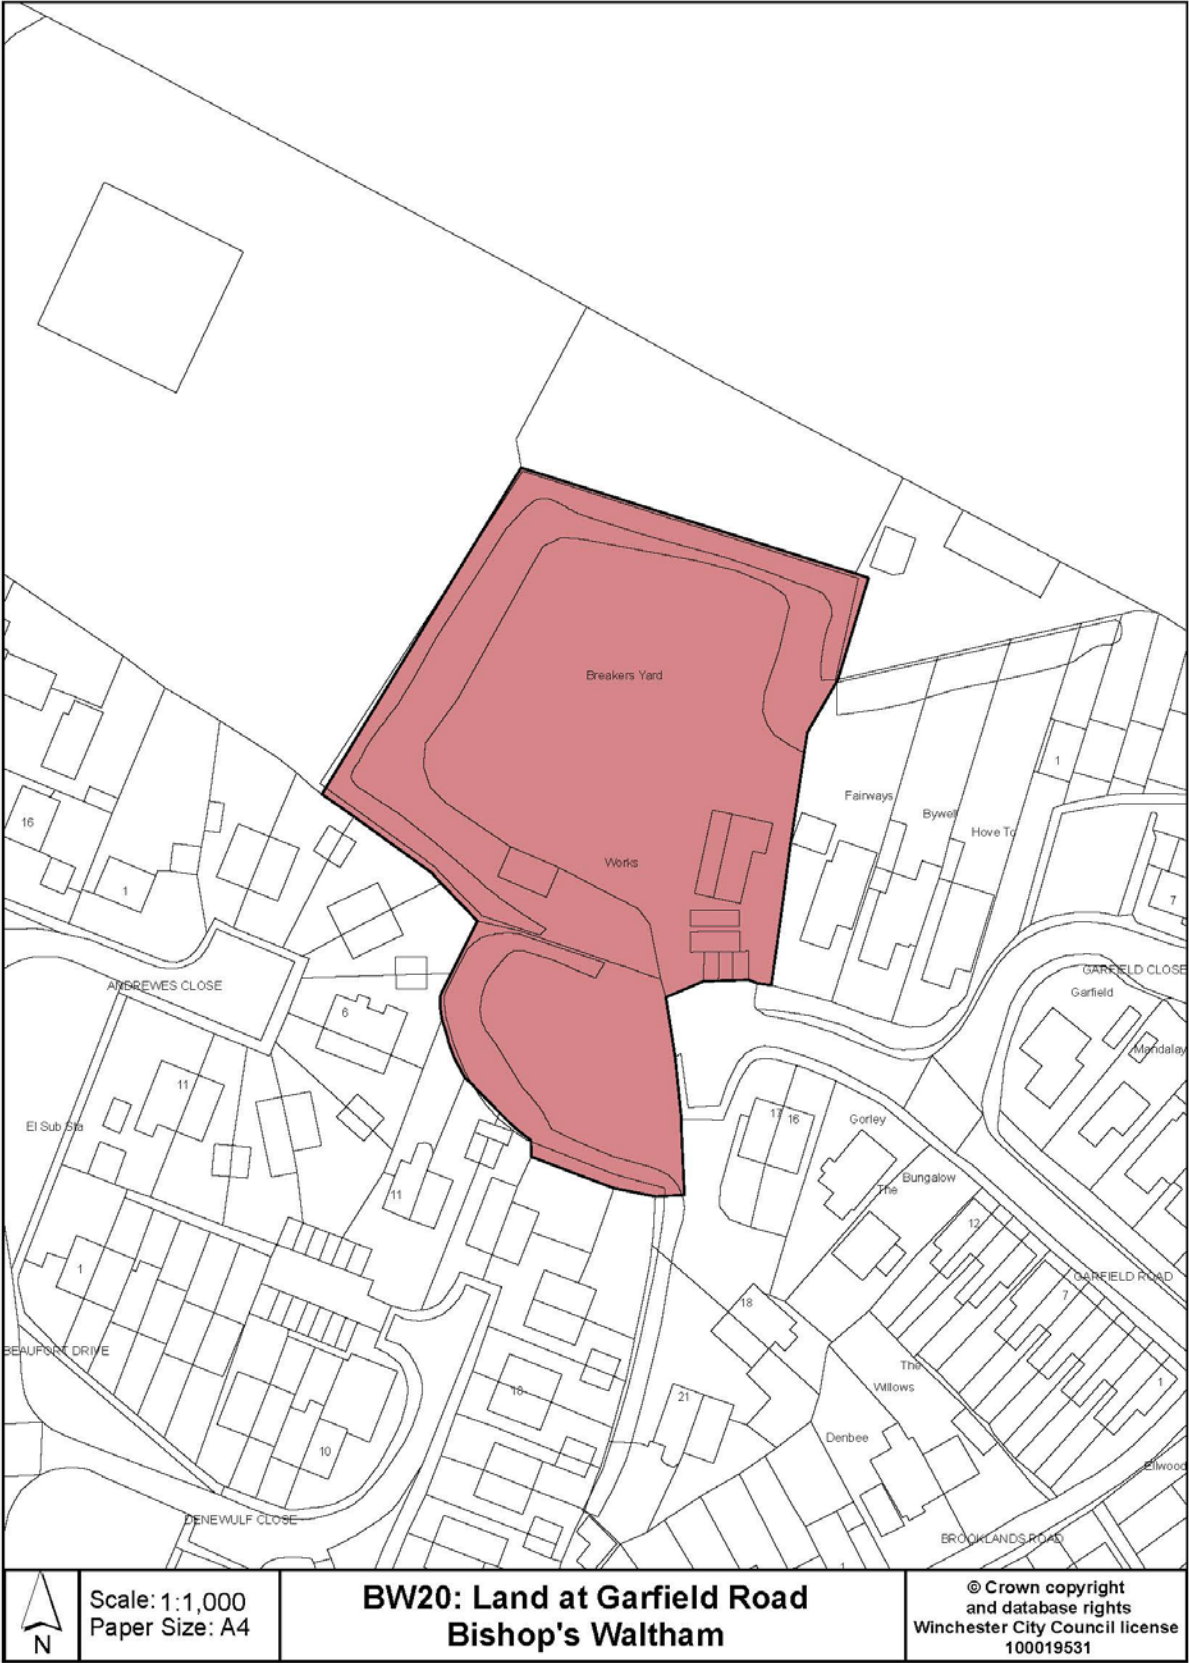 Breakers Yard
1
Fairways
Bywell
Hove To
16
Works
1
7
GARFIELD CLOSE
ANDREWES CLOSE
Garfield
6
Mandalay
11
17 16
Gorley
El Sub Sta
The Bungalow
11
12
1
GARFIELD ROAD
7
18
BEAUFORT DRIVE
The Willows
1
18
21
Denbee
10
Ellwood
DENEWULF CLOSE
BROOKLANDS ROAD
1
N
Scale: 1:1,000
Paper Size: A4
BW20: Land at Garfield Road
Bishop's Waltham
© Crown copyright
and database rights
Winchester City Council license
100019531